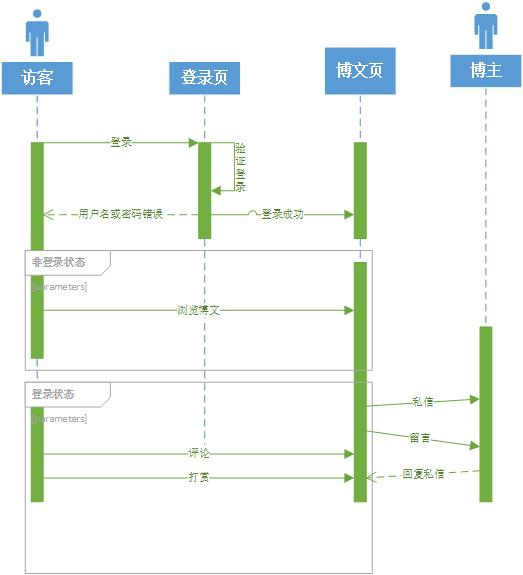 访客
登录页
博文页
博主
登录
验
证
登
录
用户名或密码错误
登录成功
非登录状态
[parameters]
浏览博文
登录状态
[parameters]
私信
留言
评论
打赏
回复私信